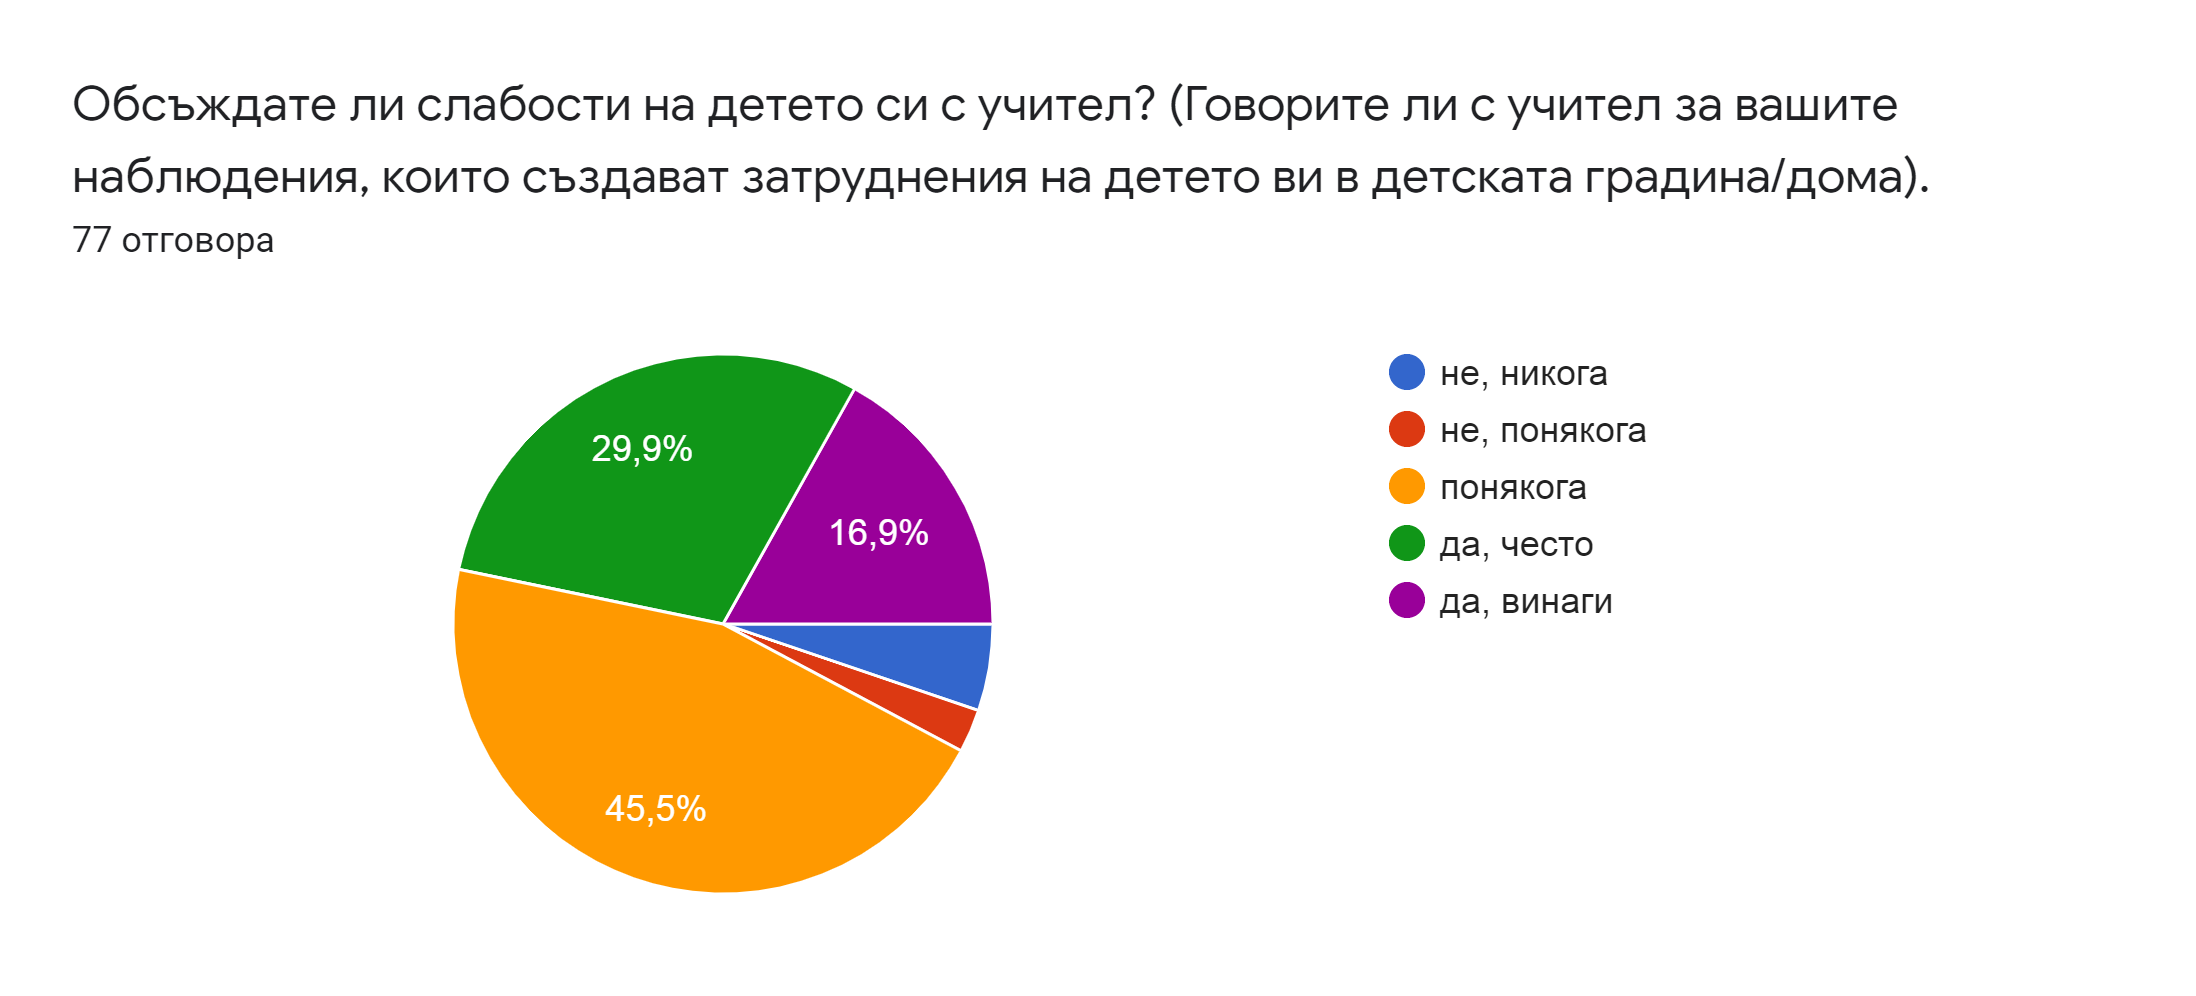 Обсъждате ли слабости на детето си с учител? (Говорите ли с учител за вашите
наблюдения, които създават затруднения на детето ви в детската градина/дома).
77 отговора
29,9%
16,9%
45,5%
не, никога
не, понякога
понякога
да, често
да, винаги